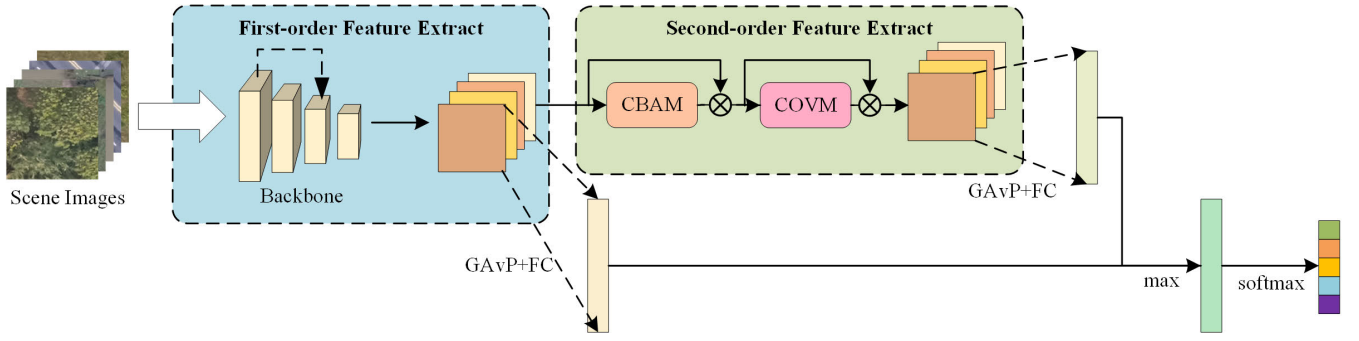 First-order Feature Extract
Second-order Feature Extract
CBAM
COVM
Scene Images
Backbone
GAvP+FC
GAvP+FC
max
softmax